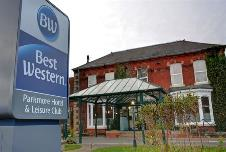 BW
Best
Western
Parkmore Hotel
& Leisure Club